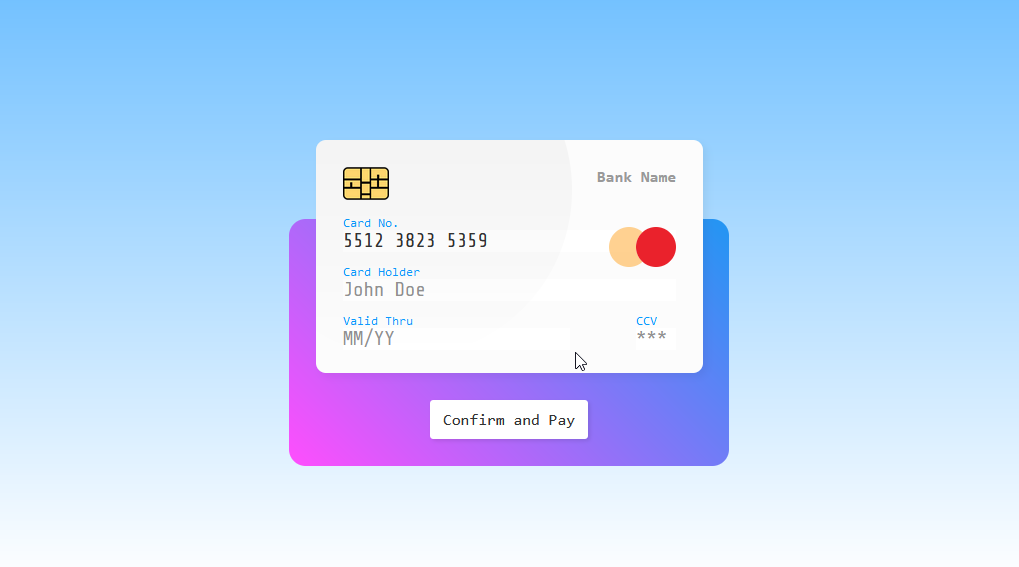 Bank Name
Card No.
5512 3823 5359
Card Holder
John Doe
Valid Thru
CCV
MM/YY
***
Confirm and Pay